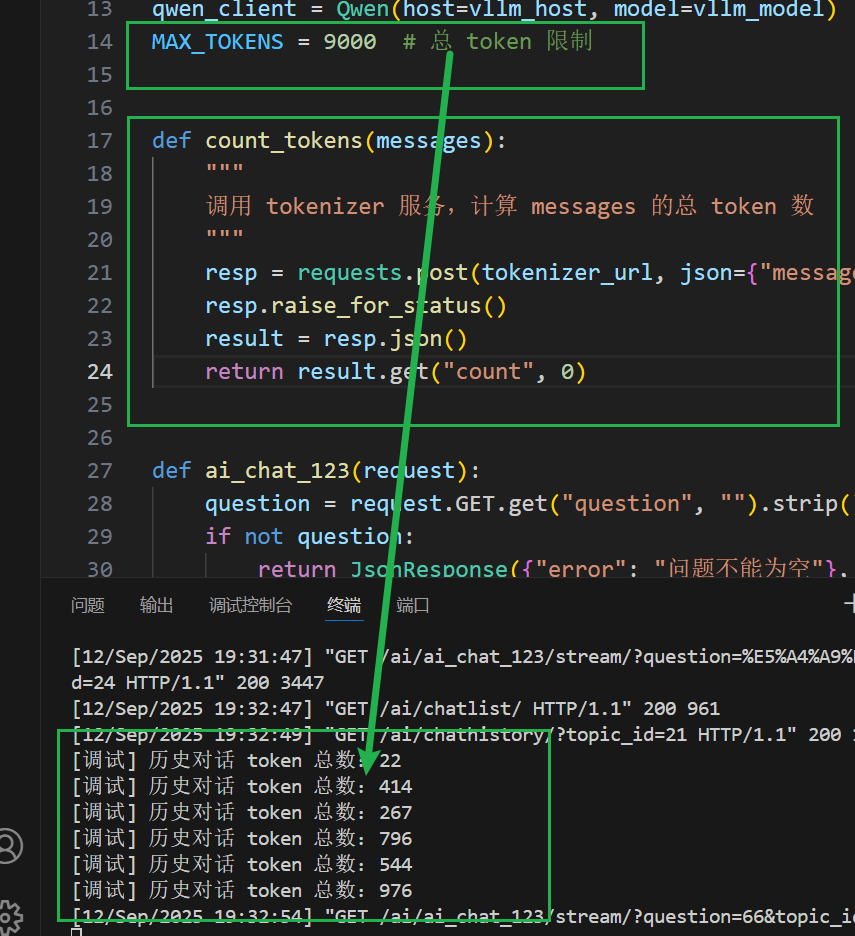 13 qwen_client = Qwen(host=vllm_host, model=vllm_model)
14 MAX_TOKENS = 9000  # 总 token 限制
15
16
17 def count_tokens(messages):
18     """
19     调用 tokenizer 服务，计算 messages 的总 token 数
20     """
21     resp = requests.post(tokenizer_url, json={"messag
22     resp.raise_for_status()
23     result = resp.json()
24     return result.get("count", 0)
25
26
27 def ai_chat_123(request):
28     question = request.GET.get("question", "").strip(
29     if not question:
30         return JsonResponse({"error": "问题不能为空"},
问题 输出 调试控制台 终端 端口
[12/Sep/2025 19:31:47] "GET /ai/ai_chat_123/stream/?question=%E5%A4%A9%
d=24 HTTP/1.1" 200 3447
[12/Sep/2025 19:32:47] "GET /ai/chatlist/ HTTP/1.1" 200 961
[12/Sep/2025 19:32:49] "GET /ai/chathistory/?topic_id=21 HTTP/1.1" 200
[调试] 历史对话 token 总数：22
[调试] 历史对话 token 总数：414
[调试] 历史对话 token 总数：267
[调试] 历史对话 token 总数：796
[调试] 历史对话 token 总数：544
[调试] 历史对话 token 总数：976
[12/Sep/2025 19:32:54] "GET /ai/ai_chat_123/stream/?question=66&topic_i